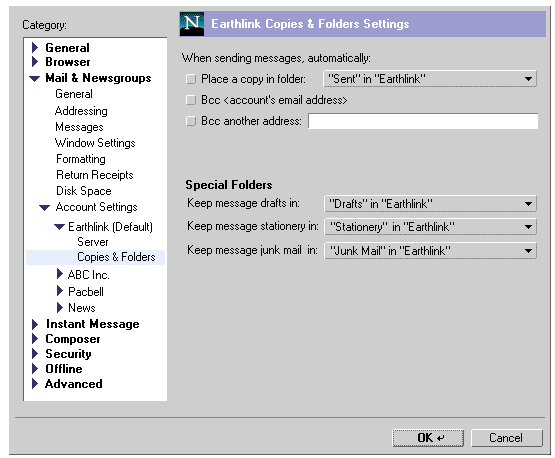 Category:
General
Browser
Mail & Newsgroups
General
Addressing
Messages
Window Settings
Formatting
Return Receipts
Disk Space
Account Settings
Earthlink (Default)
Server
Copies & Folders
ABC Inc.
Pacbell
News
Instant Message
Composer
Security
Offline
Advanced
N Earthlink Copies & Folders Settings
When sending messages, automatically:
Place a copy in folder: "Sent" in "Earthlink"
Bcc <account's email address>
Bcc another address:
Special Folders
Keep message drafts in: "Drafts" in "Earthlink"
Keep message stationery in: "Stationery" in "Earthlink"
Keep message junk mail in: "Junk Mail" in "Earthlink"
OK ↵ Cancel